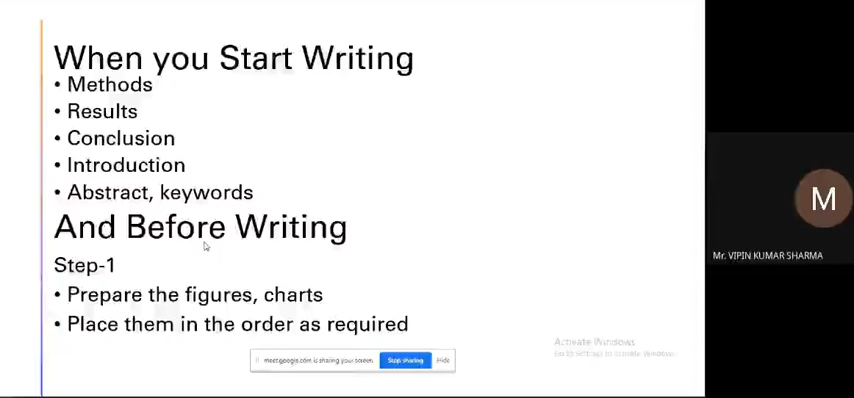 When you Start Writing
• Methods
• Results
• Conclusion
• Introduction
• Abstract, keywords
And Before Writing
Step-1
• Prepare the figures, charts
• Place them in the order as required
meet.google.com is sharing your screen. Stop sharing Hide
Activate Windows
Go to Settings to activate Windows.
M
Mr. VIPIN KUMAR SHARMA